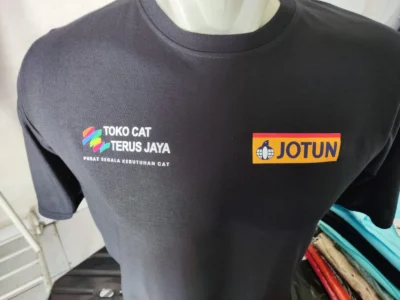 TOKO CAT
TERUS JAYA
PUSAT SEGALA KEBUTUHAN CAT
JOTUN